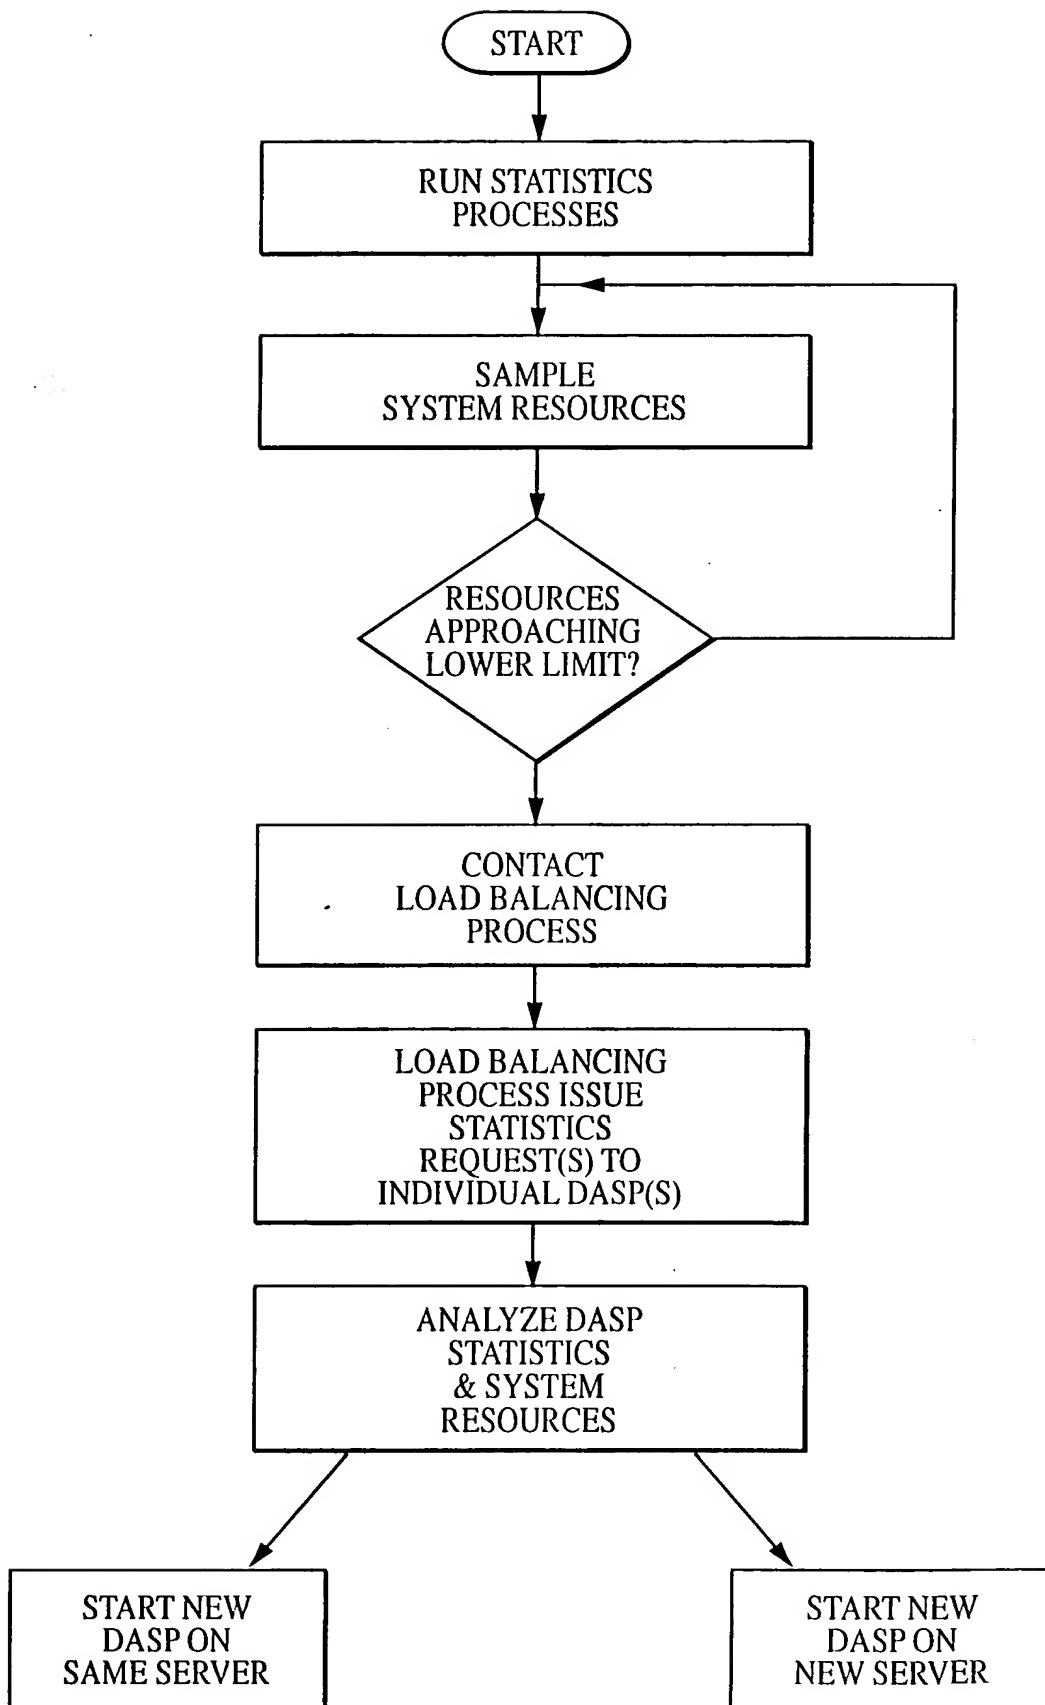 START
RUN STATISTICS
PROCESSES
SAMPLE
SYSTEM RESOURCES
RESOURCES
APPROACHING
LOWER LIMIT?
CONTACT
LOAD BALANCING
PROCESS
LOAD BALANCING
PROCESS ISSUE
STATISTICS
REQUEST(S) TO
INDIVIDUAL DASP(S)
ANALYZE DASP
STATISTICS
& SYSTEM
RESOURCES
START NEW
DASP ON
SAME SERVER
START NEW
DASP ON
NEW SERVER